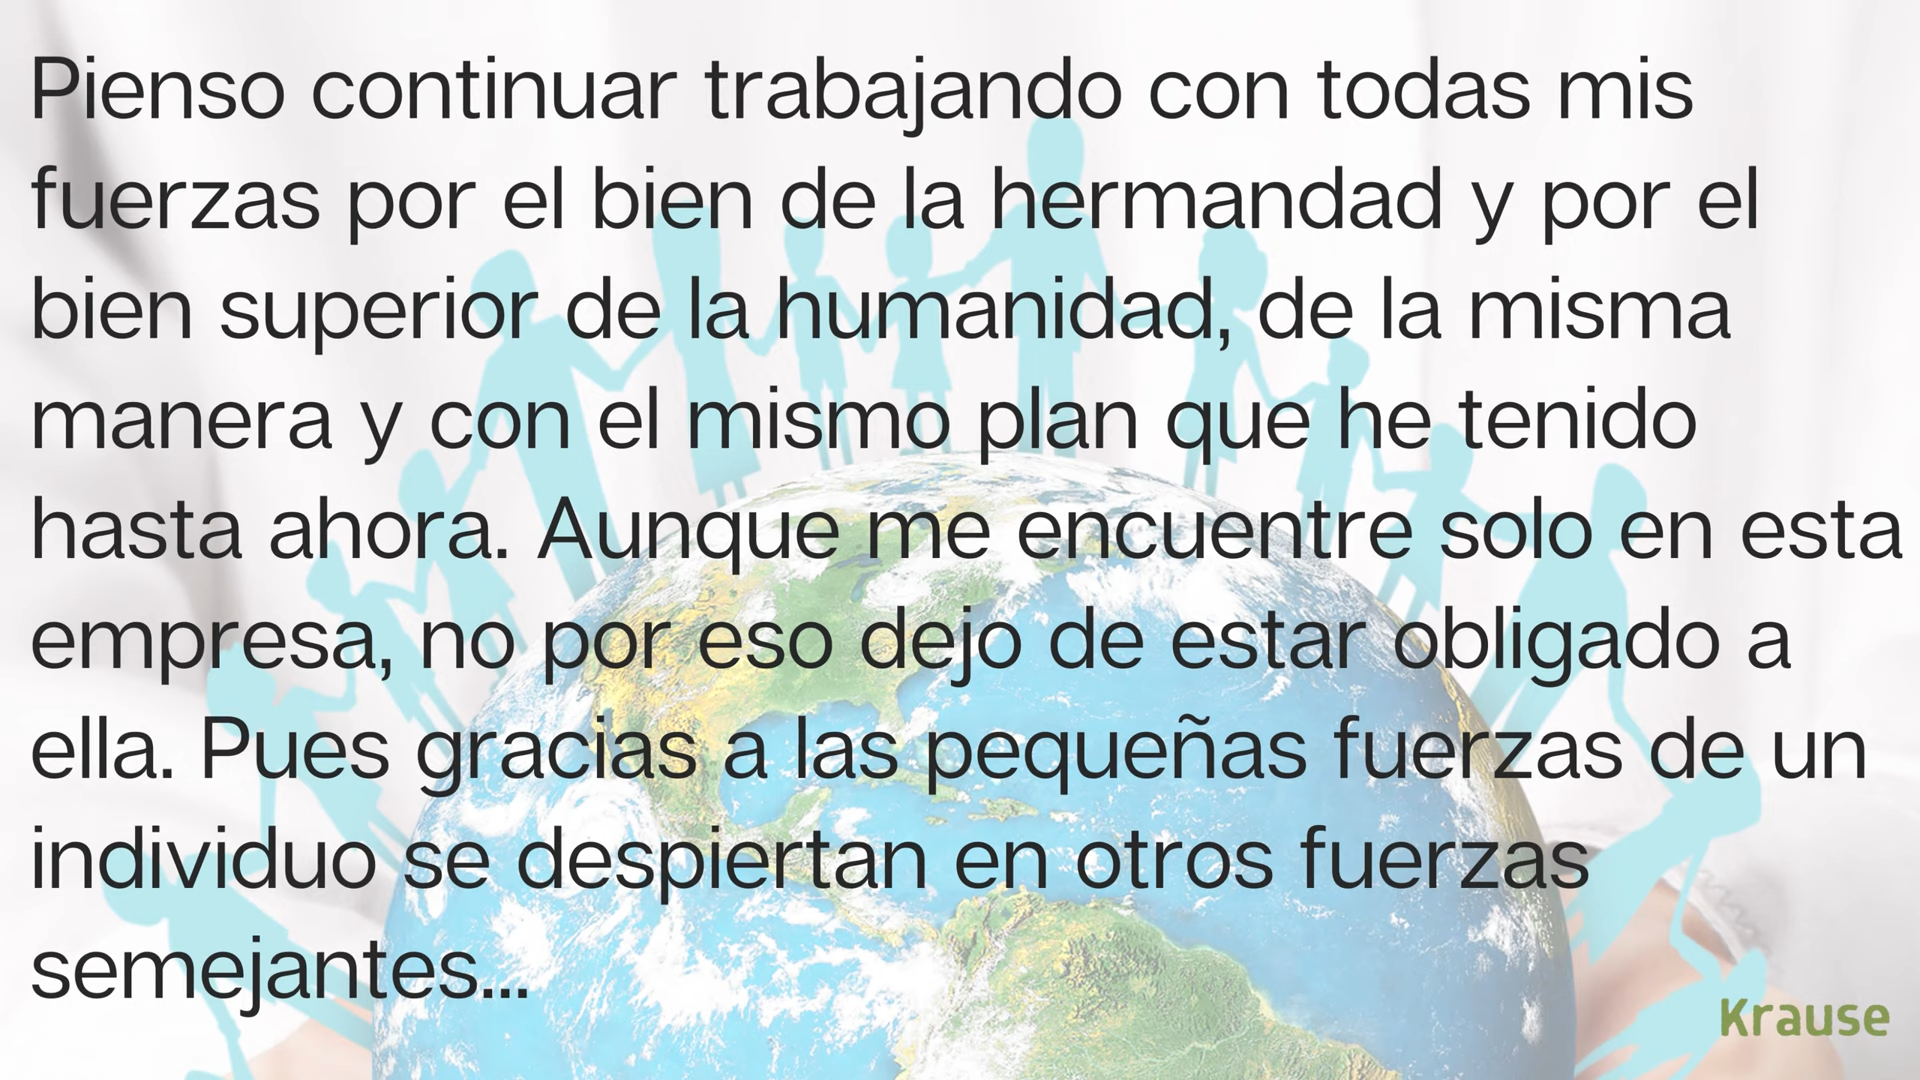 Pienso continuar trabajando con todas mis
fuerzas por el bien de la hermandad y por el
bien superior de la humanidad, de la misma
manera y con el mismo plan que he tenido
hasta ahora. Aunque me encuentre solo en esta
empresa, no por eso dejo de estar obligado a
ella. Pues gracias a las pequeñas fuerzas de un
individuo se despiertan en otros fuerzas
semejantes...
Krause